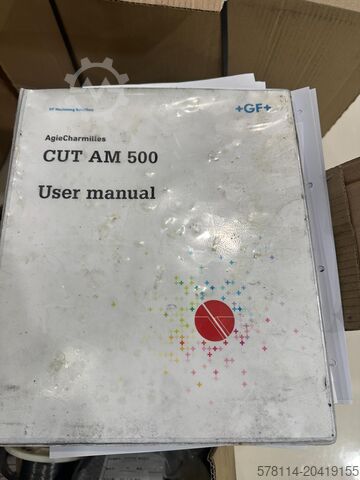 GF Machining Solutions
+GF+
AgieCharmilles
CUT AM 500
User manual
578114-20419155